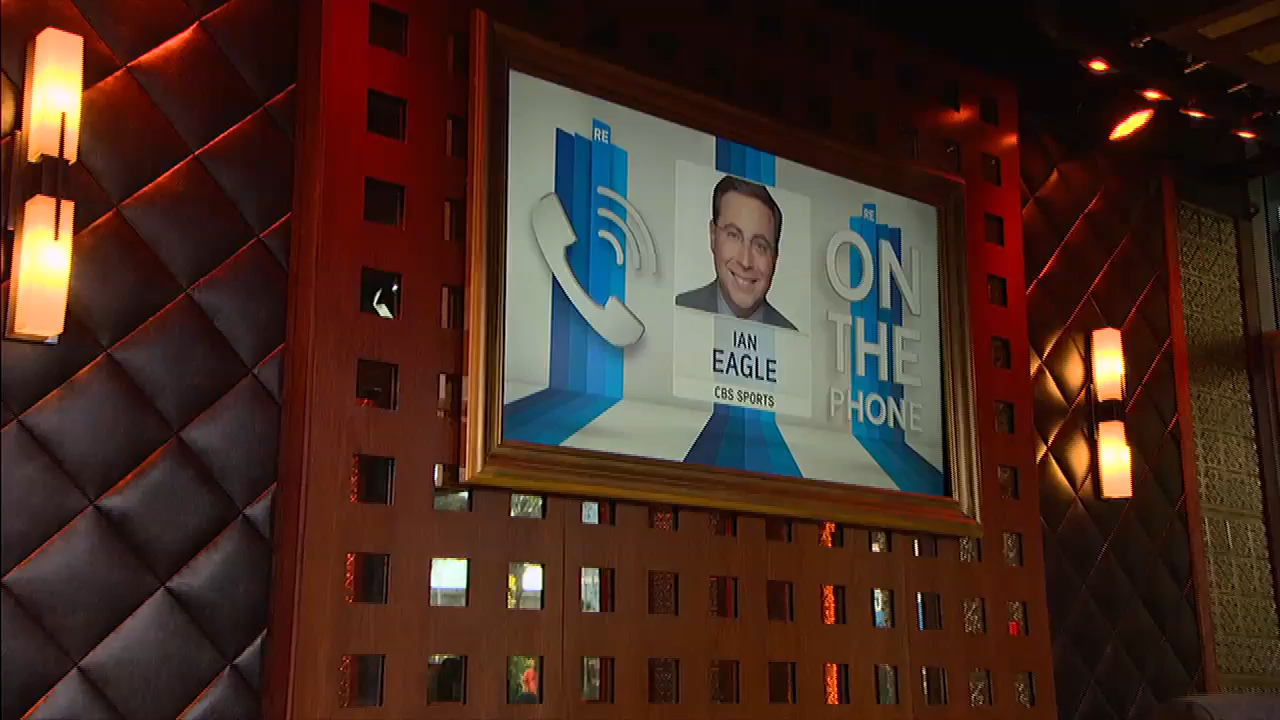 RE
IAN
EAGLE
CBS SPORTS
RE
ON
THE
PHONE